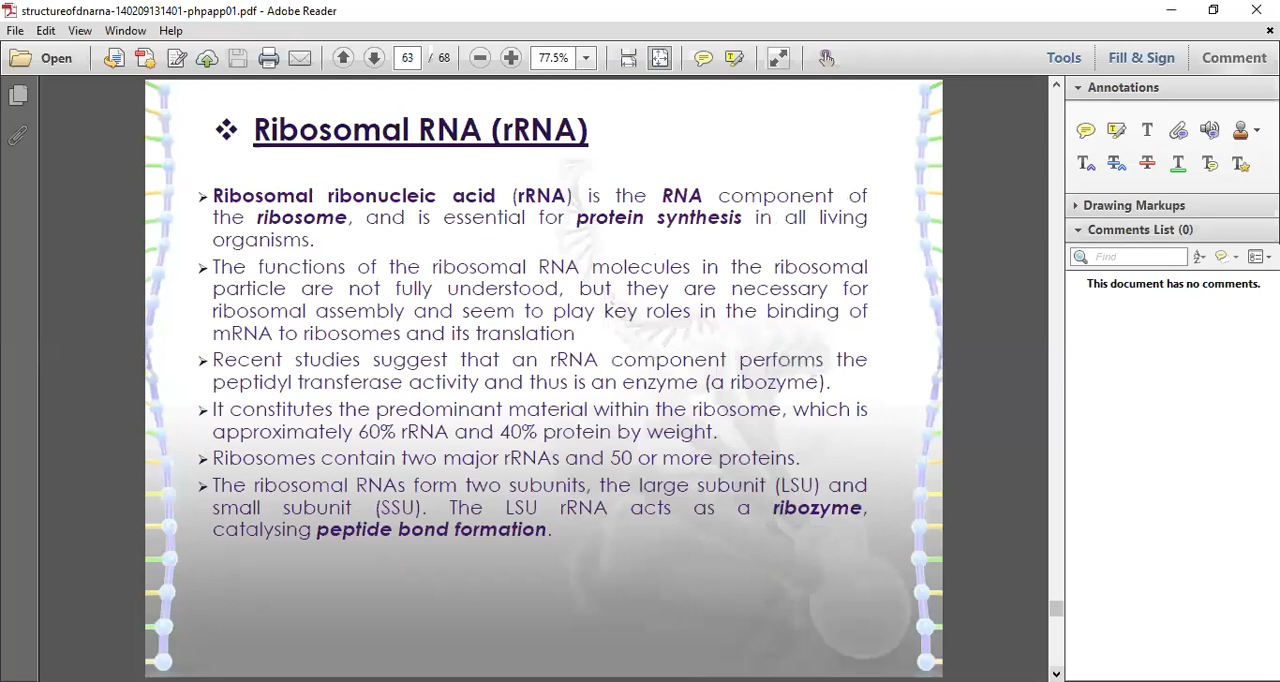 structureofdnarna-140209131401-phpapp01.pdf - Adobe Reader
File Edit View Window Help
Open 63 / 68 77.5% Tools Fill & Sign Comment
Annotations
Drawing Markups
Comments List (0)
Find
This document has no comments.
❖ Ribosomal RNA (rRNA)
➢ Ribosomal ribonucleic acid (rRNA) is the RNA component of
the ribosome, and is essential for protein synthesis in all living
organisms.
➢ The functions of the ribosomal RNA molecules in the ribosomal
particle are not fully understood, but they are necessary for
ribosomal assembly and seem to play key roles in the binding of
mRNA to ribosomes and its translation
➢ Recent studies suggest that an rRNA component performs the
peptidyl transferase activity and thus is an enzyme (a ribozyme).
➢ It constitutes the predominant material within the ribosome, which is
approximately 60% rRNA and 40% protein by weight.
➢ Ribosomes contain two major rRNAs and 50 or more proteins.
➢ The ribosomal RNAs form two subunits, the large subunit (LSU) and
small subunit (SSU). The LSU rRNA acts as a ribozyme,
catalysing peptide bond formation.